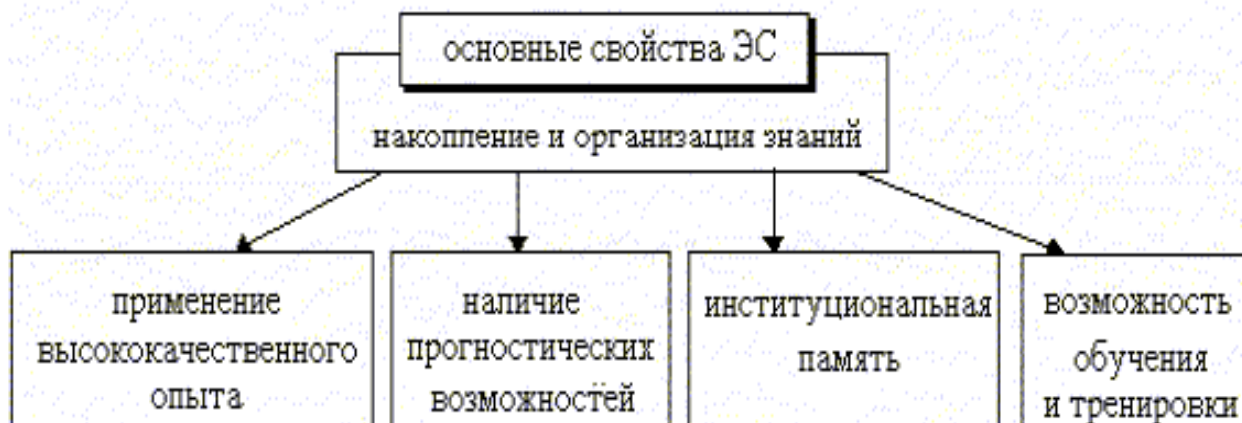 основные свойства ЭС
накопление и организация знаний
применение
высококачественного
опыта
наличие
прогностических
возможностей
институциональная
память
возможность
обучения
и тренировки